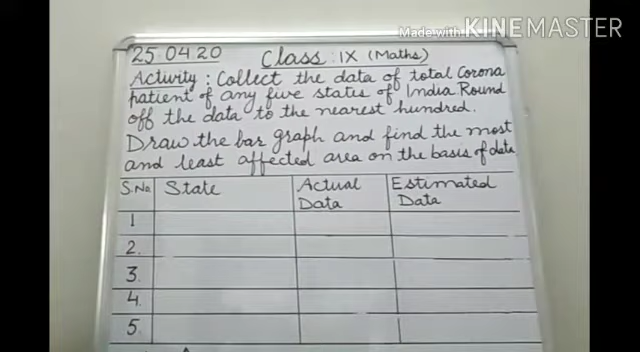 Made with KINEMASTER
25.04.20 Class : IX (Maths)
Activity : Collect the data of total Corona
patient of any five states of India Round
off the data to the nearest hundred.
Draw the bar graph and find the most
and least affected area on the basis of data
S.No State Actual Data Estimated Data
1
2.
3.
4.
5.